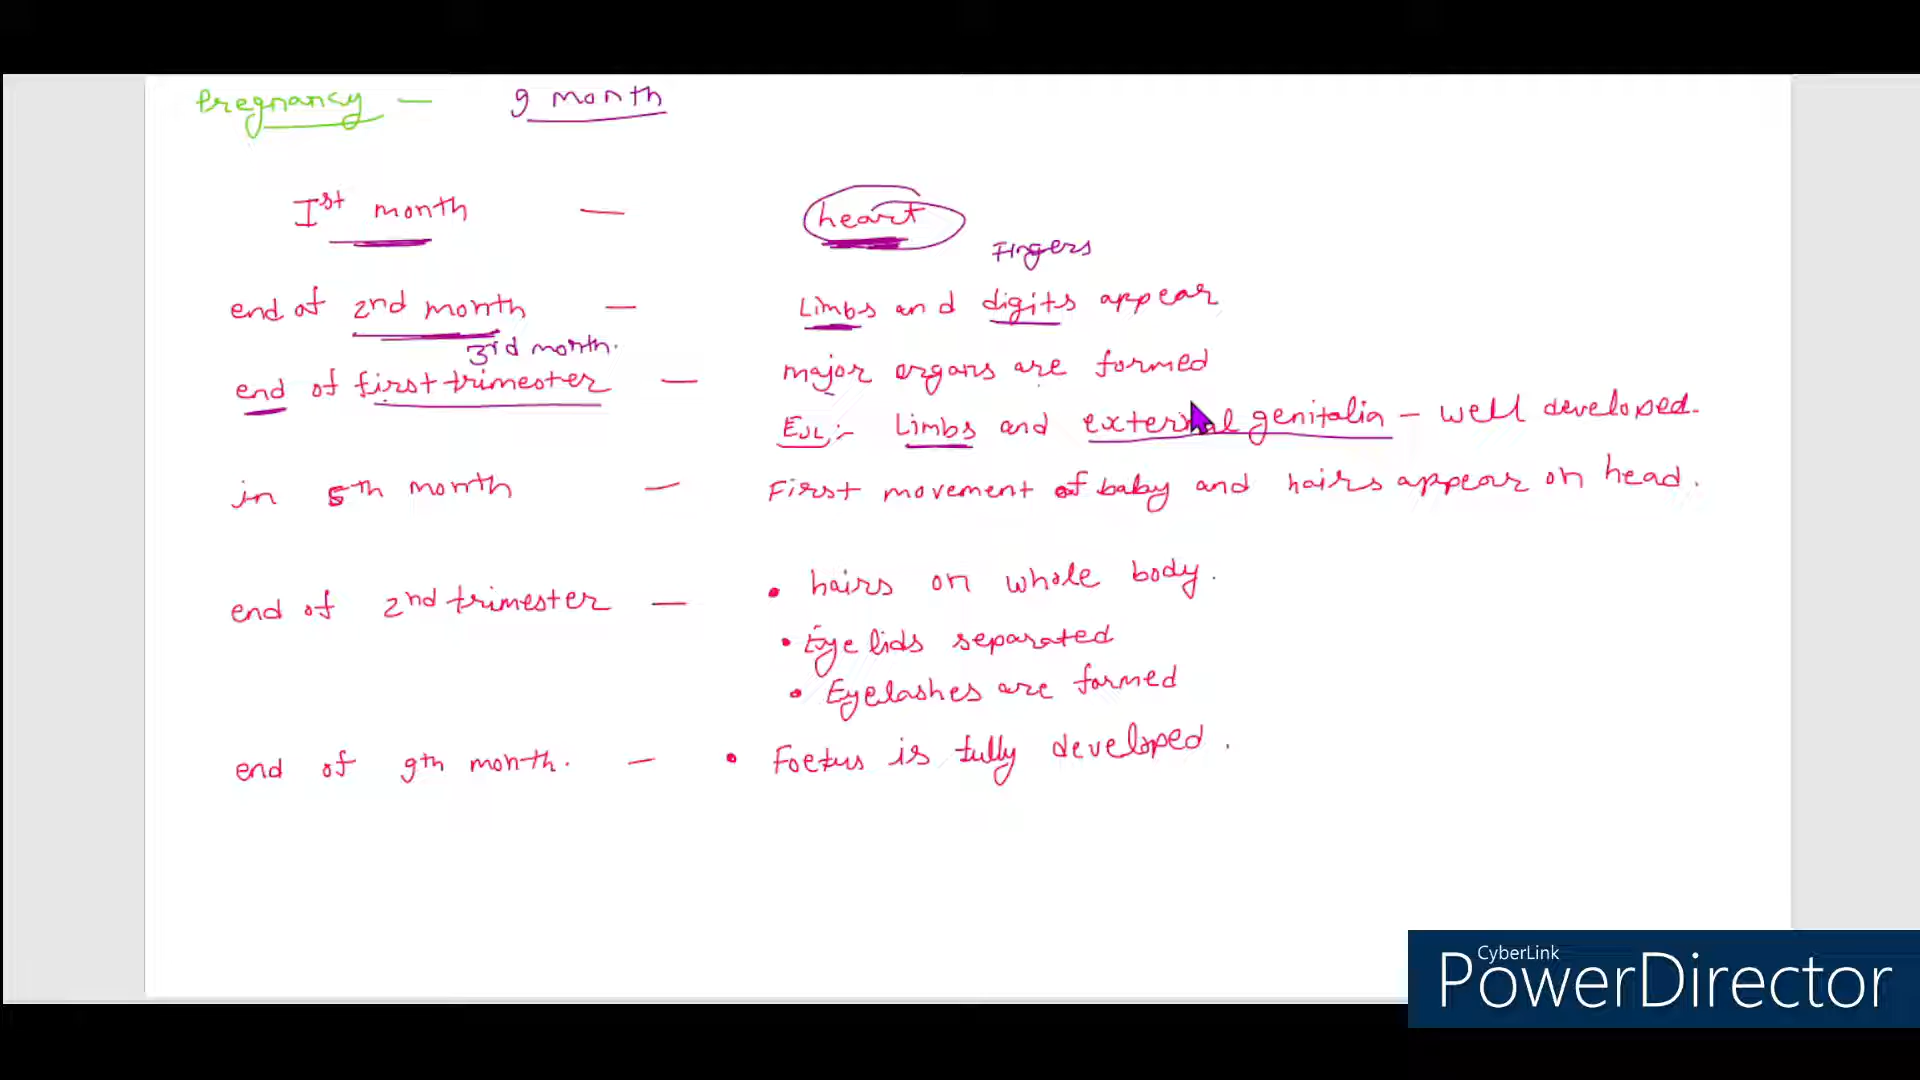 Pregnancy — 9 month
Ist month — heart
Fingers
end of 2nd month — Limbs and digits appear
3rd month.
end of first trimester — major organs are formed
Ex :- Limbs and external genitalia - well developed.
in 5th month — First movement of baby and hairs appear on head.
end of 2nd trimester — • hairs on whole body.
• Eye lids separated
• Eyelashes are formed
end of 9th month. — • Foetus is fully developed.
CyberLink
PowerDirector